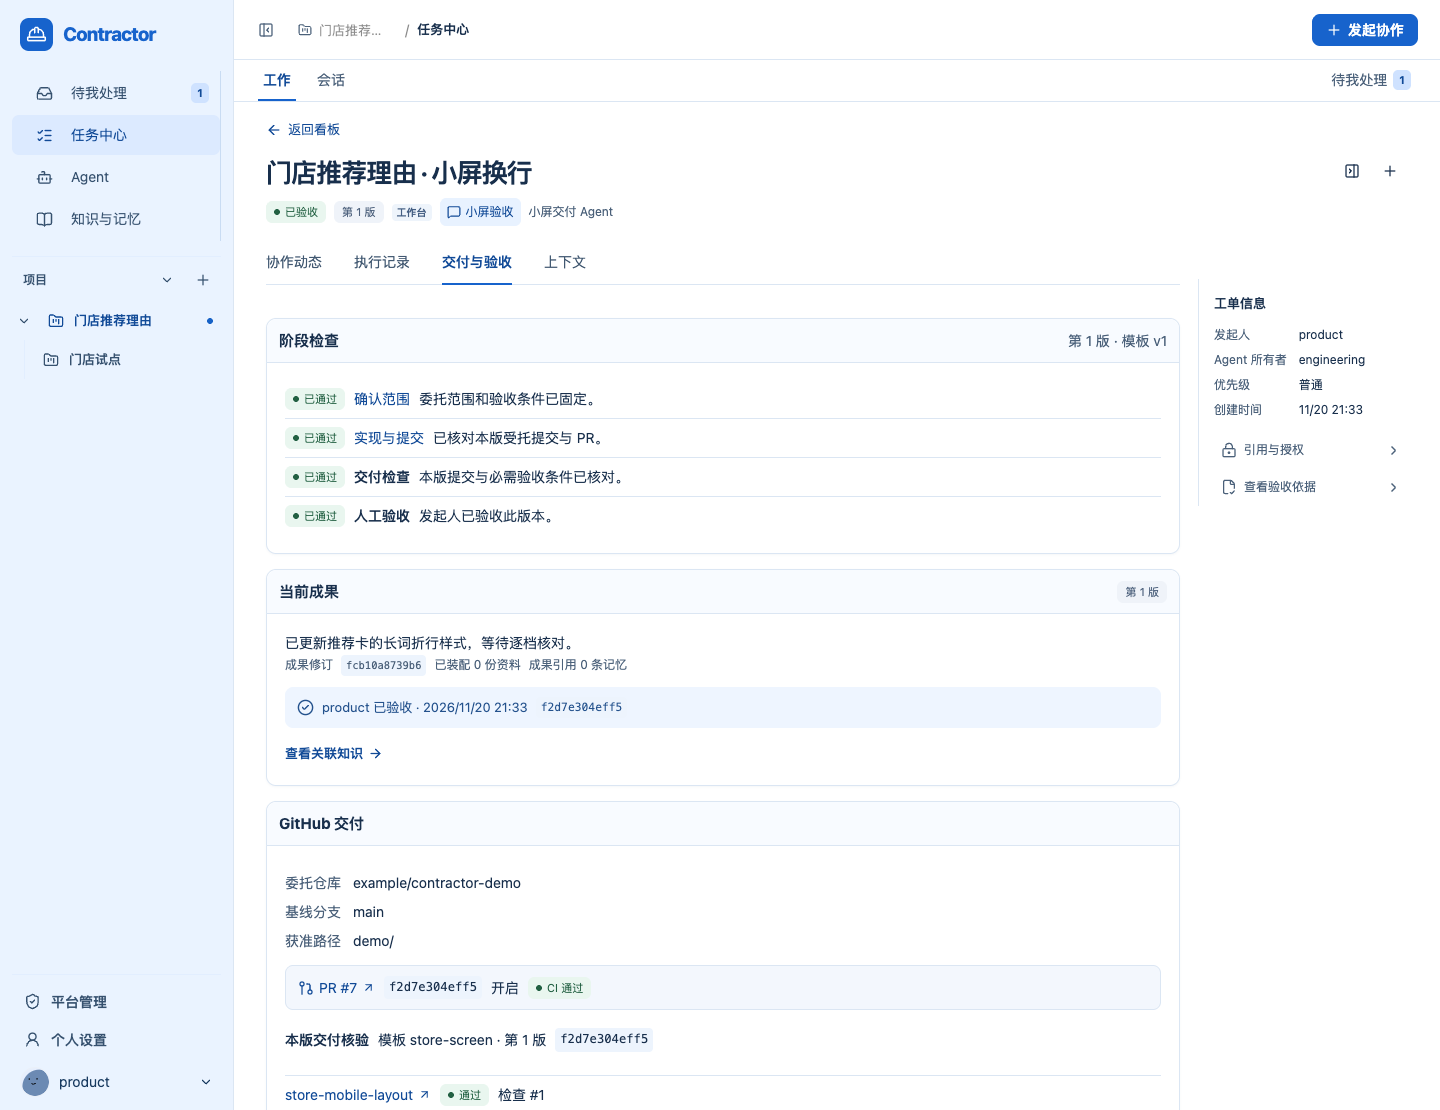 Contractor
待我处理 1
任务中心
Agent
知识与记忆
项目
门店推荐理由
门店试点
平台管理
个人设置
product
门店推荐... / 任务中心
发起协作
工作 会话
待我处理 1
返回看板
门店推荐理由·小屏换行
已验收 第 1 版 工作台 小屏验收 小屏交付 Agent
协作动态 执行记录 交付与验收 上下文
阶段检查 第 1 版 · 模板 v1
已通过 确认范围 委托范围和验收条件已固定。
已通过 实现与提交 已核对本版受托提交与 PR。
已通过 交付检查 本版提交与必需验收条件已核对。
已通过 人工验收 发起人已验收此版本。
当前成果 第 1 版
已更新推荐卡的长词折行样式，等待逐档核对。
成果修订 fcb10a8739b6 已装配 0 份资料 成果引用 0 条记忆
product 已验收 · 2026/11/20 21:33 f2d7e304eff5
查看关联知识
GitHub 交付
委托仓库 example/contractor-demo
基线分支 main
获准路径 demo/
PR #7 f2d7e304eff5 开启 CI 通过
本版交付核验 模板 store-screen · 第 1 版 f2d7e304eff5
store-mobile-layout 通过 检查 #1
工单信息
发起人 product
Agent 所有者 engineering
优先级 普通
创建时间 11/20 21:33
引用与授权
查看验收依据